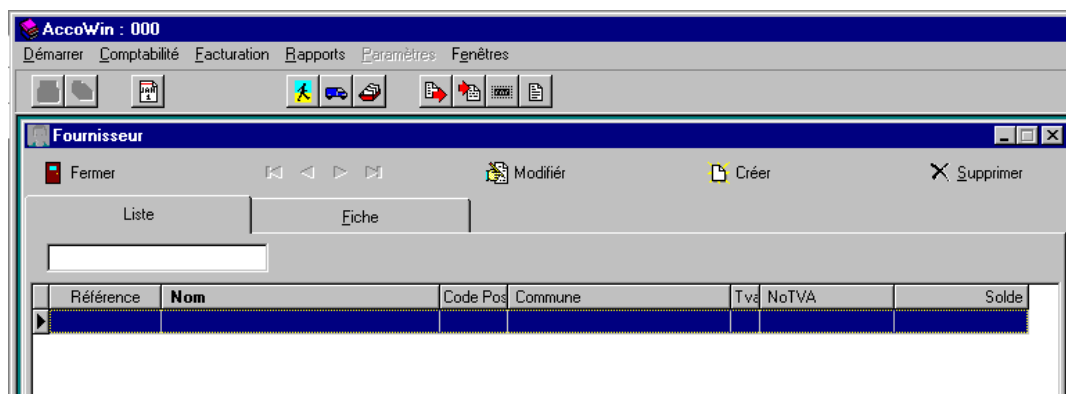 AccoWin : 000
Démarrer Comptabilité Facturation Rapports Paramètres Fenêtres
Fournisseur
Fermer Modifiér Créer Supprimer
Liste Fiche
Référence Nom Code Pos Commune Tva NoTVA Solde